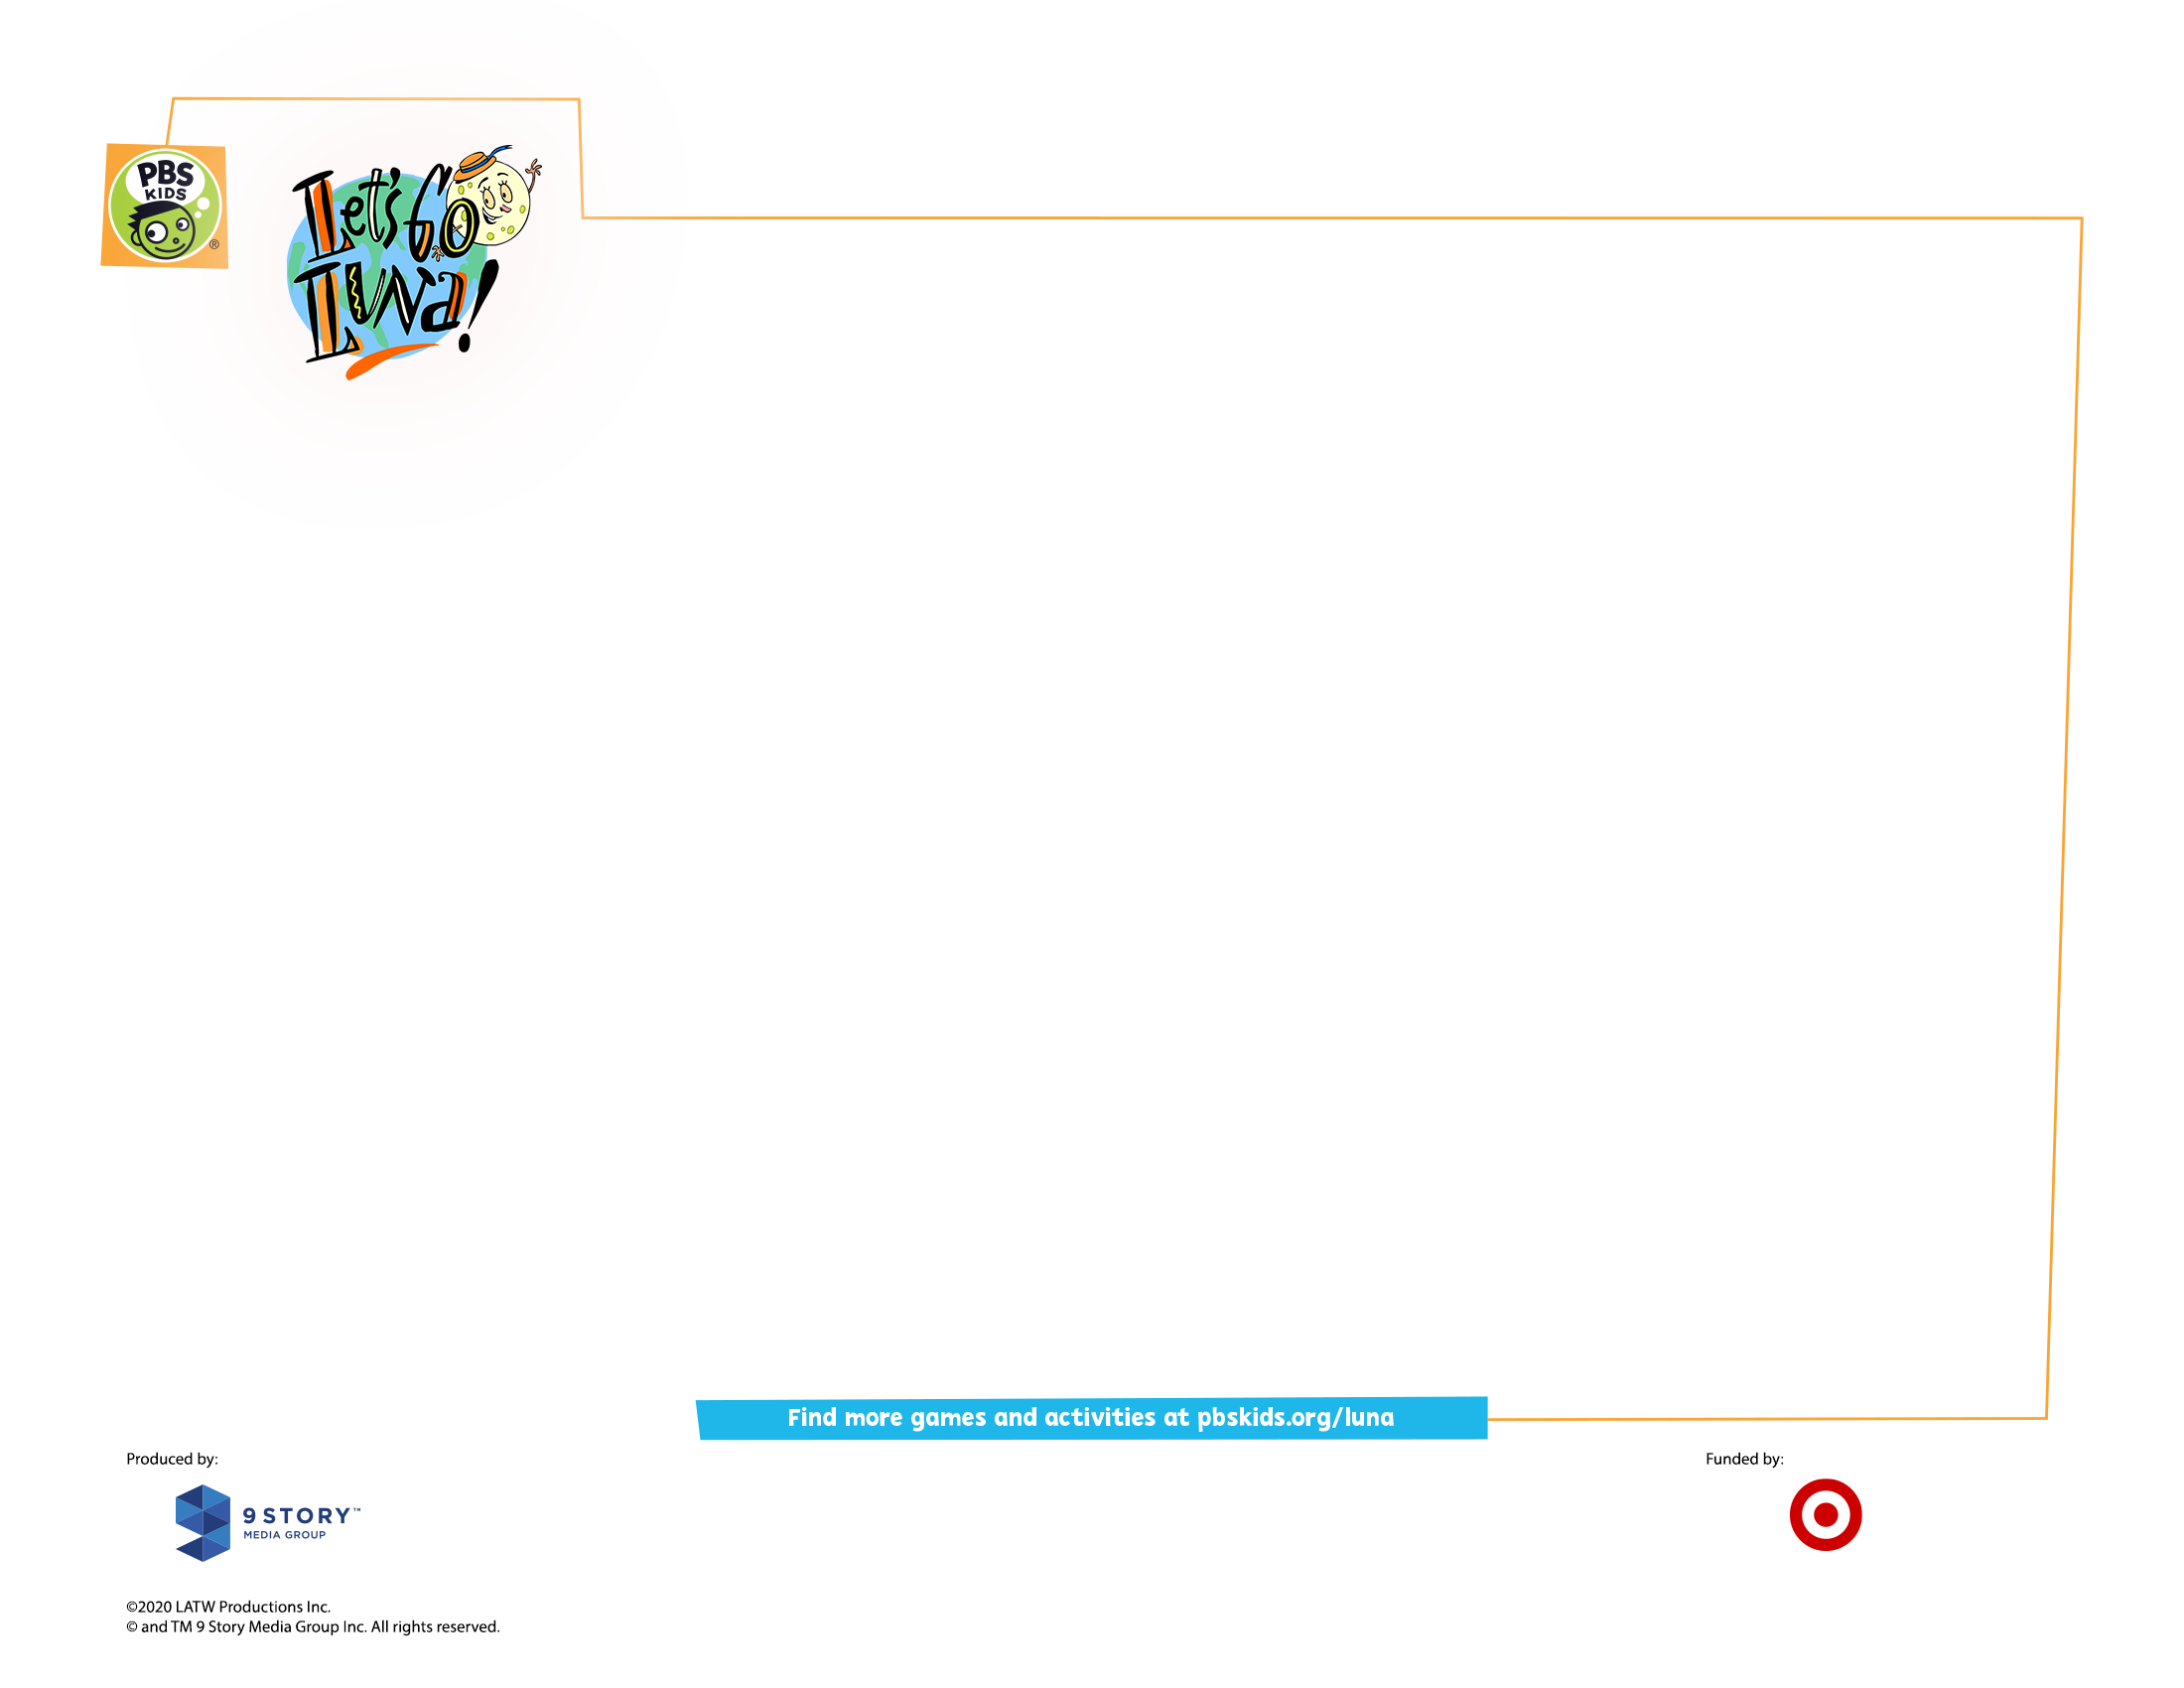 PBS
KIDS
®
Let's Go
Luna!
Find more games and activities at pbskids.org/luna
Produced by:
Funded by:
9 STORY™
MEDIA GROUP
©2020 LATW Productions Inc.
© and TM 9 Story Media Group Inc. All rights reserved.